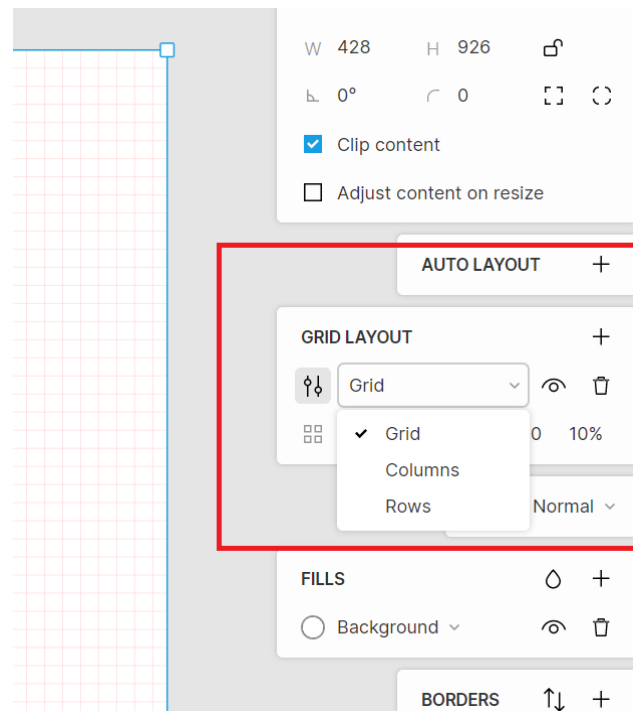 W 428 H 926
0° 0
Clip content
Adjust content on resize
AUTO LAYOUT
GRID LAYOUT
Grid
Grid 0 10%
Columns
Rows Normal
FILLS
Background
BORDERS